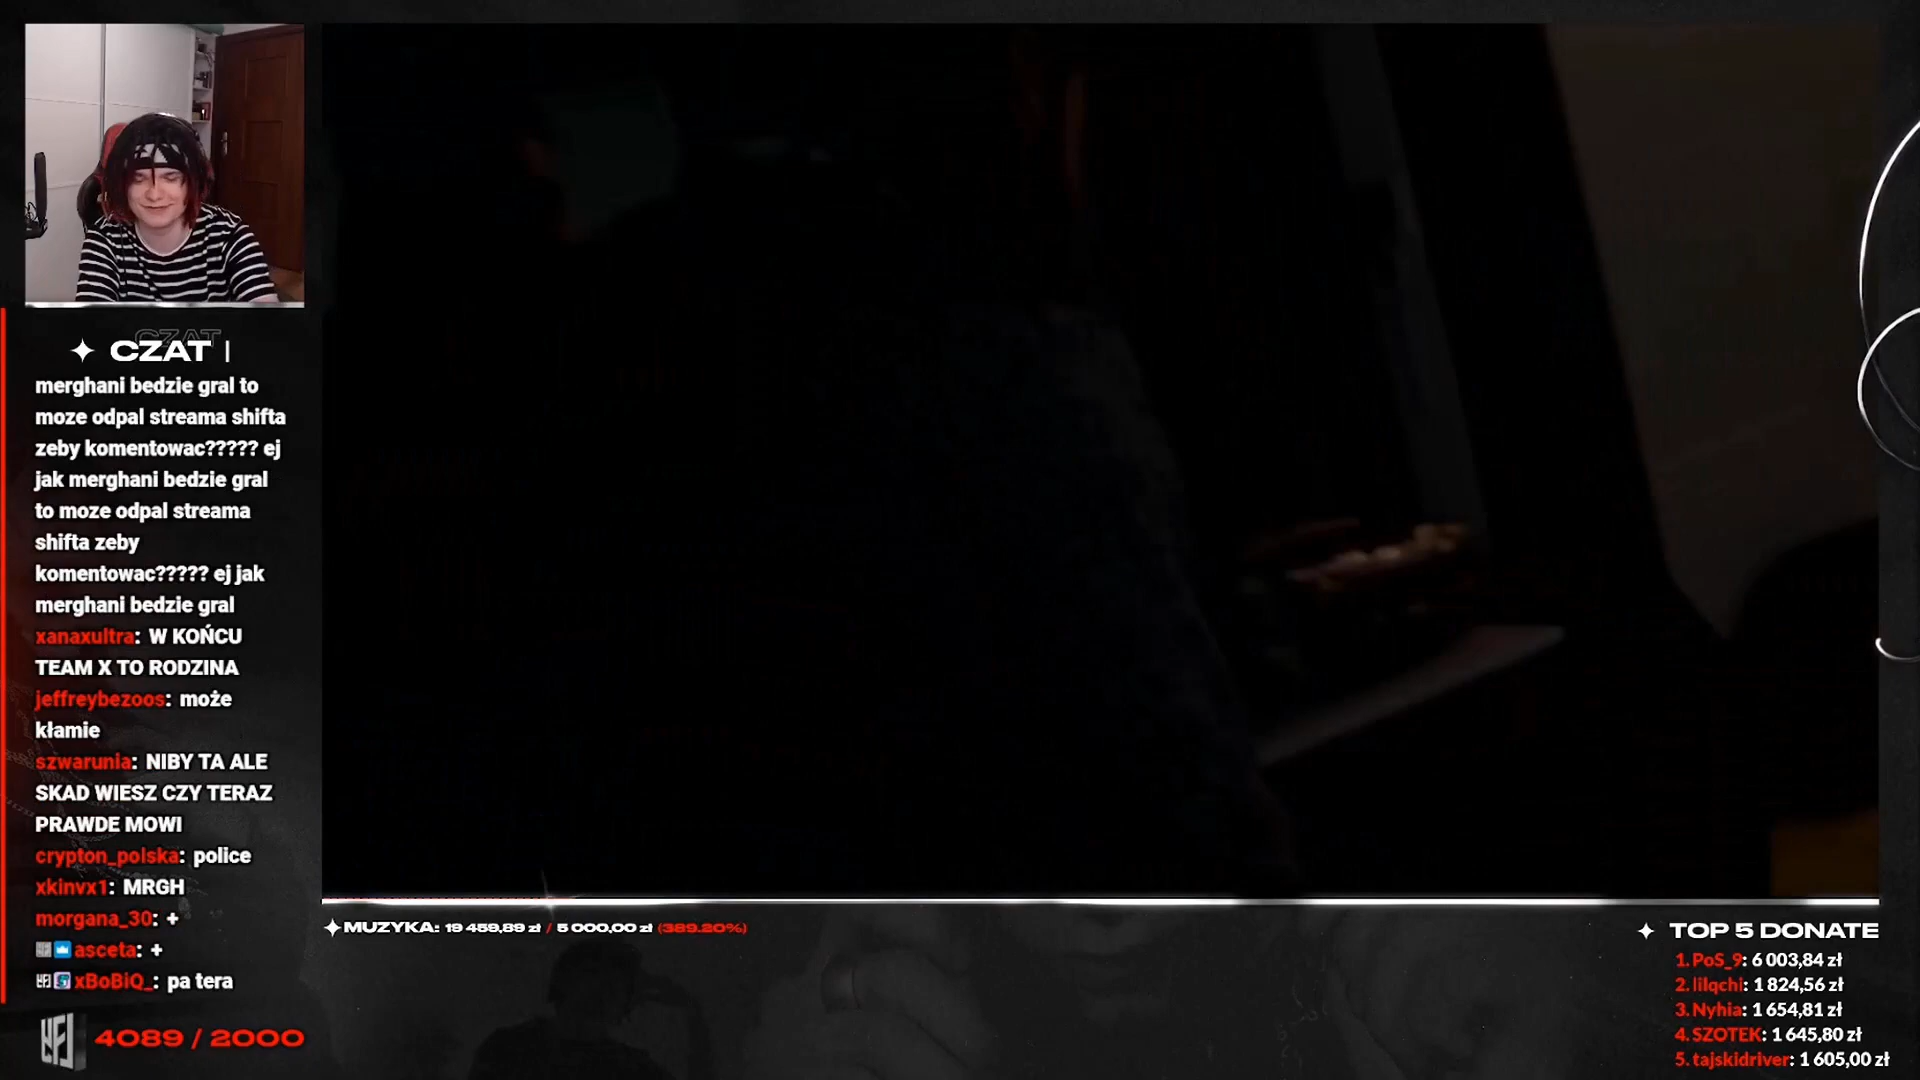 CZAT
CZAT |
merghani bedzie gral to
moze odpal streama shifta
zeby komentowac????? ej
jak merghani bedzie gral
to moze odpal streama
shifta zeby
komentowac????? ej jak
merghani bedzie gral
xanaxultra: W KOŃCU
TEAM X TO RODZINA
jeffreybezoos: może
kłamie
szwarunia: NIBY TA ALE
SKAD WIESZ CZY TERAZ
PRAWDE MOWI
crypton_polska: police
xkinvx1: MRGH
morgana_30: +
asceta: +
xBoBiQ_: pa tera
4089 / 2000
MUZYKA: 19 459,89 zł / 5 000,00 zł (389.20%)
TOP 5 DONATE
1. PoS_9: 6 003,84 zł
2. lilqchi: 1 824,56 zł
3. Nyhia: 1 654,81 zł
4. SZOTEK: 1 645,80 zł
5. tajskidriver: 1 605,00 zł